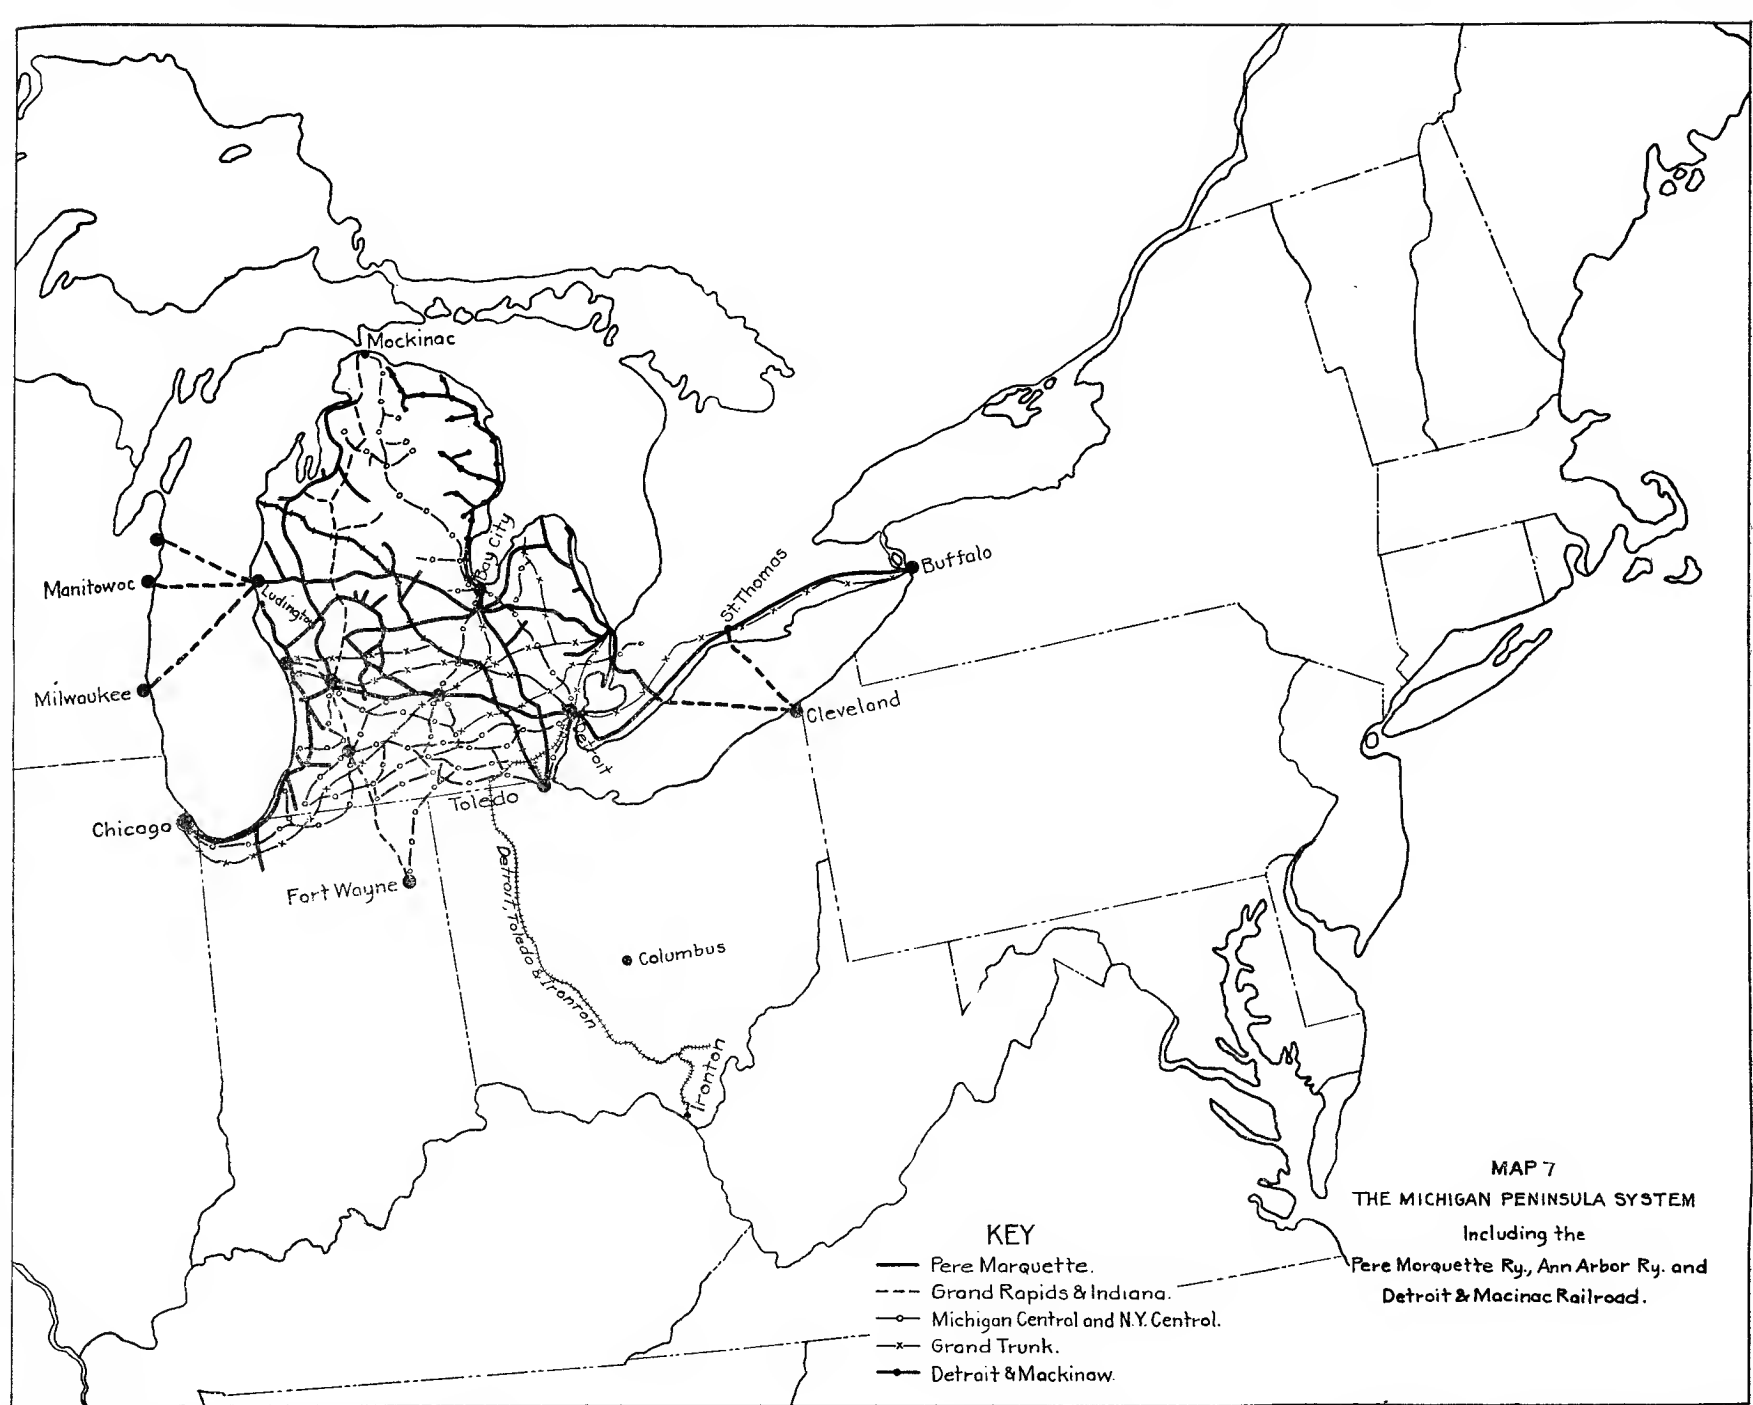 Mockinac
Bay City
St. Thomas
Buffalo
Manitowoc
Ludington
Milwaukee
Cleveland
Detroit
Toledo
Chicago
Fort Wayne
Detroit, Toledo & Ironton
Columbus
Ironton
MAP 7
THE MICHIGAN PENINSULA SYSTEM
Including the
Pere Marquette Ry., Ann Arbor Ry. and
Detroit & Macinac Railroad.
KEY
Pere Marquette.
Grand Rapids & Indiana.
Michigan Central and N.Y. Central.
Grand Trunk.
Detroit & Mackinaw.